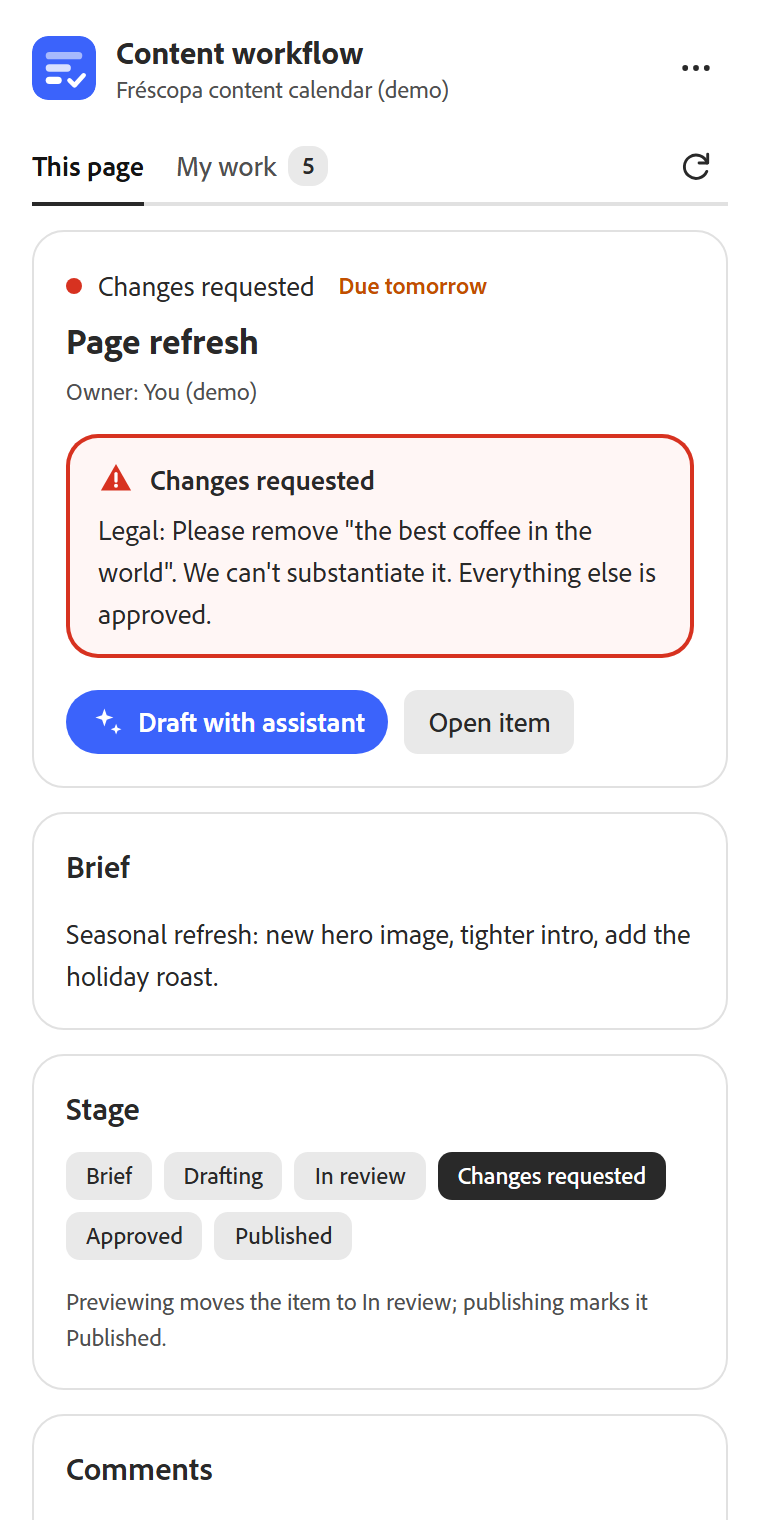 Content workflow
Fréscopa content calendar (demo)
This page
My work 5
Changes requested Due tomorrow
Page refresh
Owner: You (demo)
Changes requested
Legal: Please remove "the best coffee in the
world". We can't substantiate it. Everything else is
approved.
Draft with assistant
Open item
Brief
Seasonal refresh: new hero image, tighter intro, add the
holiday roast.
Stage
Brief Drafting In review Changes requested
Approved Published
Previewing moves the item to In review; publishing marks it
Published.
Comments